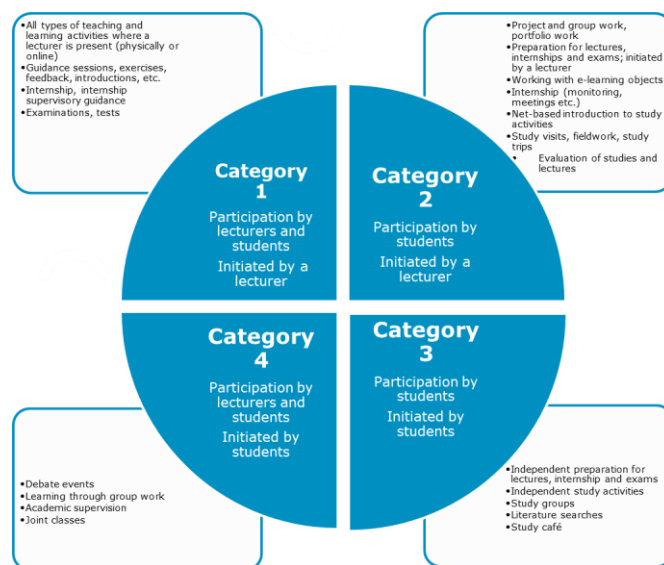 •All types of teaching and
learning activities where a
lecturer is present (physically or
online)
•Guidance sessions, exercises,
feedback, introductions, etc.
•Internship, internship
supervisory guidance
•Examinations, tests
•Project and group work,
portfolio work
•Preparation for lectures,
internships and exams; initiated
by a lecturer
•Working with e-learning objects
•Internship (monitoring,
meetings etc.)
•Net-based introduction to study
activities
•Study visits, fieldwork, study
trips
• Evaluation of studies and
lectures
Category
1
Participation by
lecturers and
students
Initiated by a
lecturer
Category
2
Participation by
students
Initiated by a
lecturer
Category
4
Participation by
lecturers and
students
Initiated by
students
Category
3
Participation by
students
Initiated by
students
•Debate events
•Learning through group work
•Academic supervision
•Joint classes
•Independent preparation for
lectures, internship and exams
•Independent study activities
•Study groups
•Literature searches
•Study café